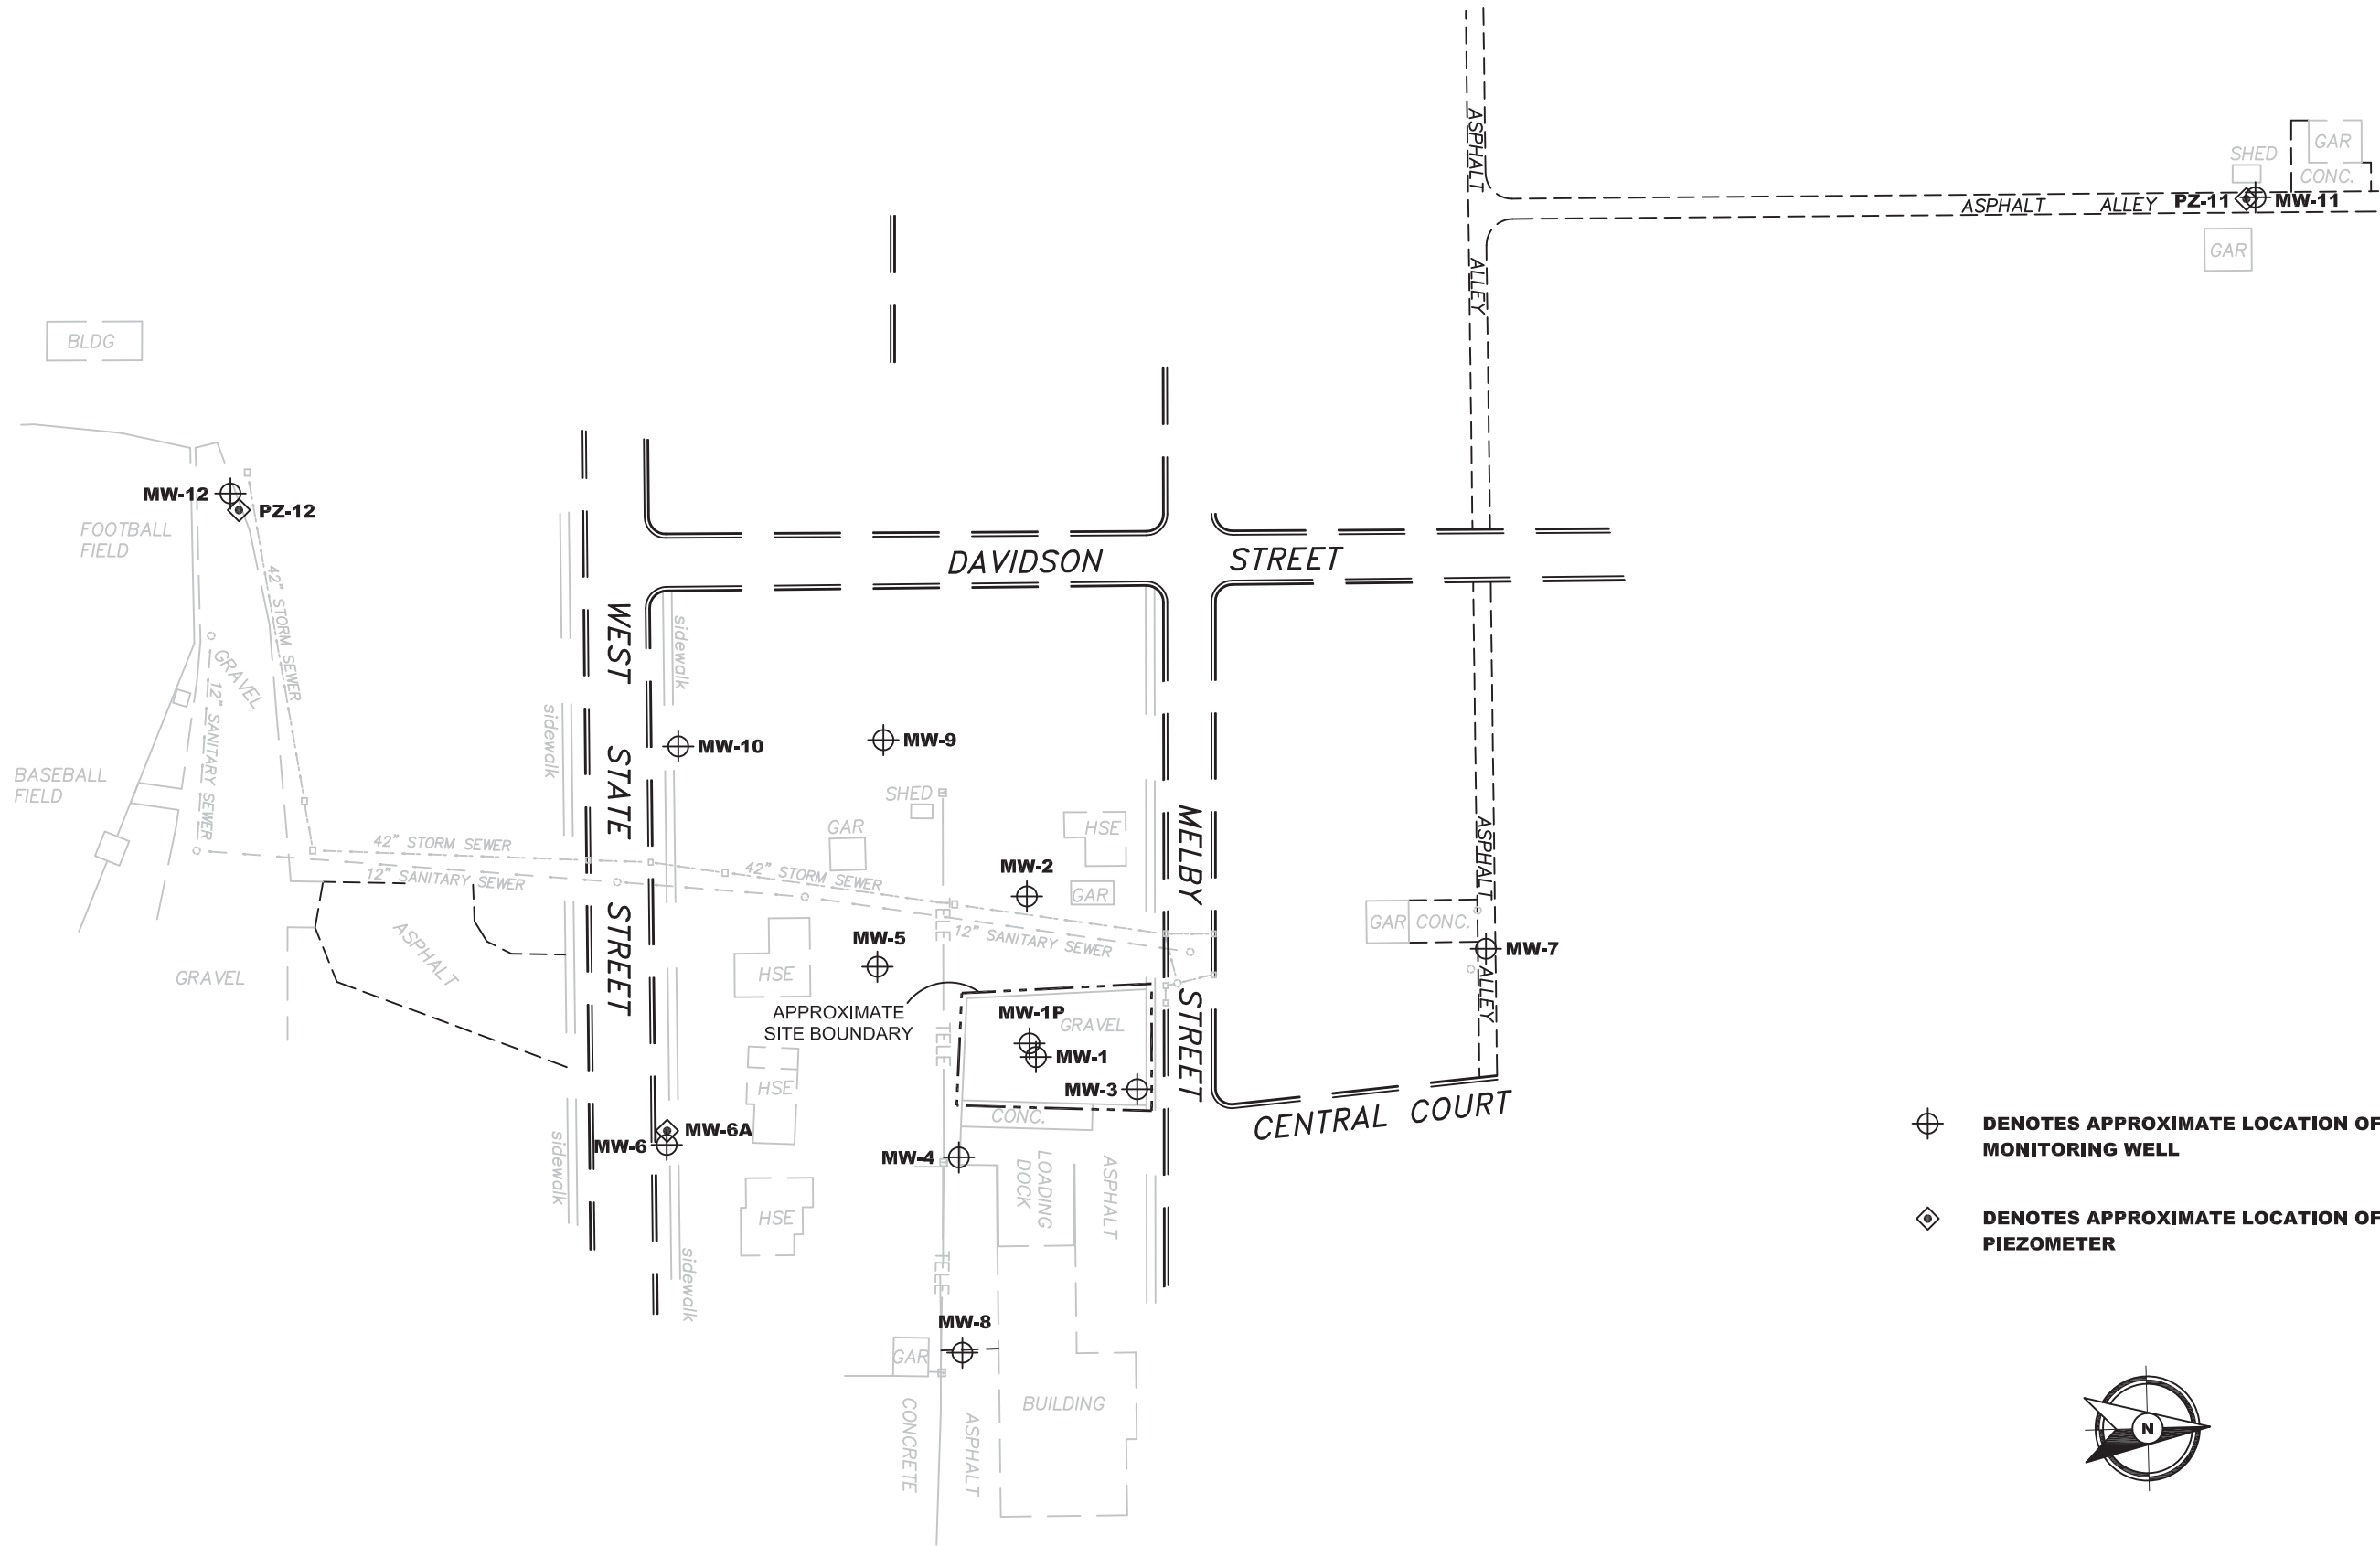 ASPHALT
ALLEY
SHED
GAR
CONC.
ASPHALT
ALLEY
PZ-11
MW-11
GAR
BLDG
MW-12
PZ-12
FOOTBALL
FIELD
42" STORM SEWER
GRAVEL
12" SANITARY SEWER
BASEBALL
FIELD
DAVIDSON STREET
WEST STATE STREET
sidewalk
sidewalk
MW-10
MW-9
SHED
GAR
HSE
MELBY STREET
42" STORM SEWER
12" SANITARY SEWER
42" STORM SEWER
MW-2
GAR
TELE
12" SANITARY SEWER
ASPHALT
ALLEY
GAR
CONC.
MW-7
MW-5
HSE
ASPHALT
GRAVEL
APPROXIMATE
SITE BOUNDARY
MW-1P
GRAVEL
MW-1
TELE
MW-3
HSE
CONC.
CENTRAL COURT
MW-6A
MW-6
MW-4
sidewalk
LOADING
DOCK
ASPHALT
HSE
sidewalk
TELE
MW-8
GAR
BUILDING
CONCRETE
ASPHALT
DENOTES APPROXIMATE LOCATION OF
MONITORING WELL
DENOTES APPROXIMATE LOCATION OF
PIEZOMETER
N